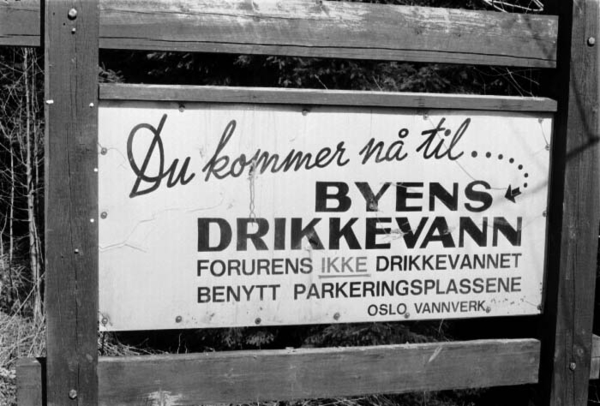 Du kommer nå til.....
BYENS
DRIKKEVANN
FORURENS IKKE DRIKKEVANNET
BENYTT PARKERINGSPLASSENE
OSLO VANNVERK